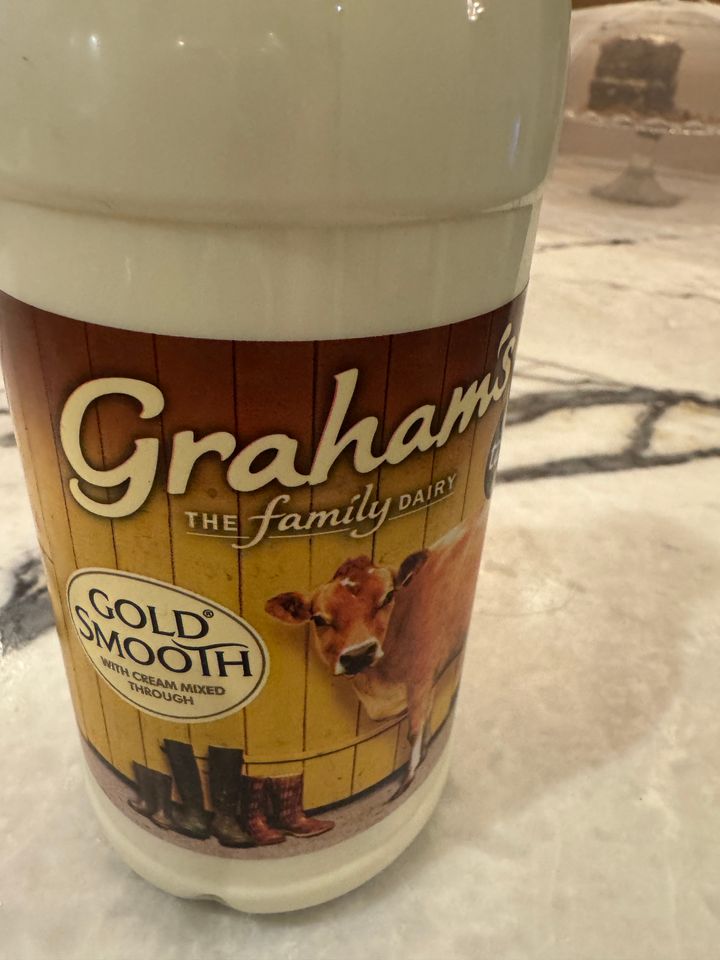 Graham's
THE family DAIRY
GOLD®
SMOOTH
WITH CREAM MIXED
THROUGH